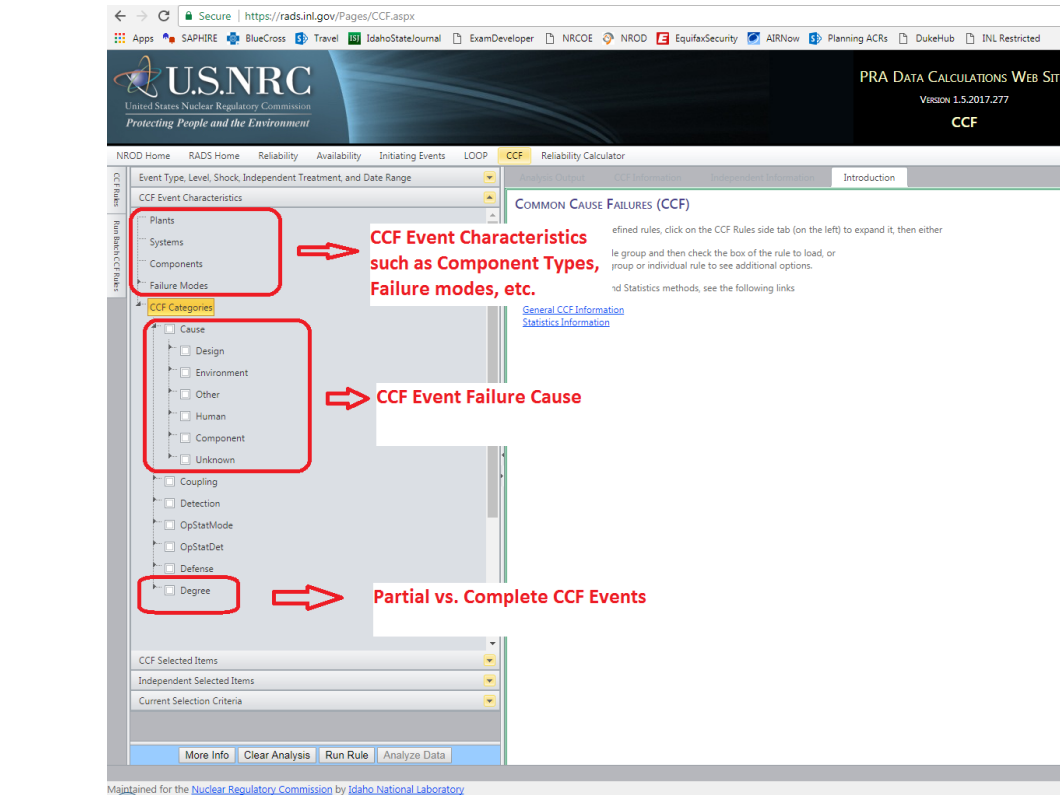 Secure | https://rads.inl.gov/Pages/CCF.aspx
Apps SAPHIRE BlueCross Travel IdahoStateJournal ExamDeveloper NRCOE NROD EquifaxSecurity AIRNow Planning ACRs DukeHub INL Restricted
U.S.NRC
United States Nuclear Regulatory Commission
Protecting People and the Environment
PRA DATA CALCULATIONS WEB SIT
VERSION 1.5.2017.277
CCF
NROD Home RADS Home Reliability Availability Initiating Events LOOP CCF Reliability Calculator
CCF Rules
Run Batch CCF Rules
Event Type, Level, Shock, Independent Treatment, and Date Range
CCF Event Characteristics
Plants
Systems
Components
Failure Modes
CCF Categories
Cause
Design
Environment
Other
Human
Component
Unknown
Coupling
Detection
OpStatMode
OpStatDet
Defense
Degree
CCF Selected Items
Independent Selected Items
Current Selection Criteria
More Info Clear Analysis Run Rule Analyze Data
Analysis Output CCF Information Independent Information Introduction
COMMON CAUSE FAILURES (CCF)
efined rules, click on the CCF Rules side tab (on the left) to expand it, then either
le group and then check the box of the rule to load, or
group or individual rule to see additional options.
nd Statistics methods, see the following links
General CCF Information
Statistics Information
CCF Event Characteristics
such as Component Types,
Failure modes, etc.
CCF Event Failure Cause
Partial vs. Complete CCF Events
Maintained for the Nuclear Regulatory Commission by Idaho National Laboratory